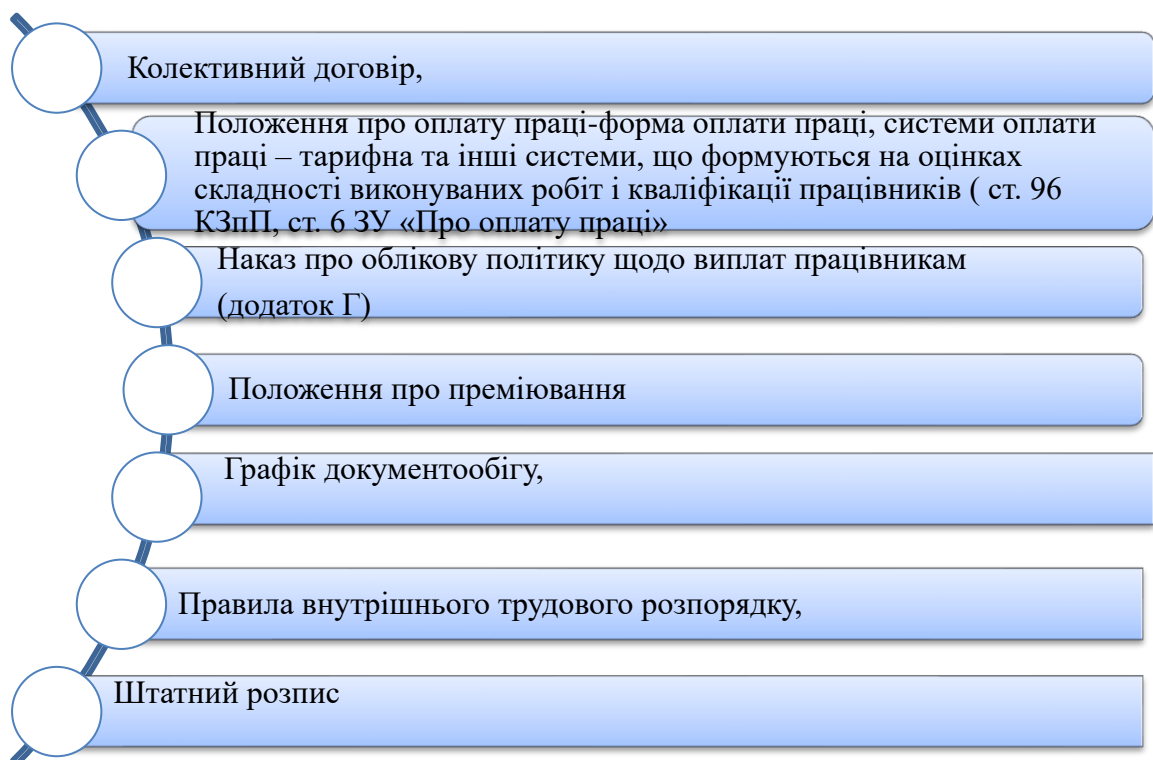 Колективний договір,
Положення про оплату праці-форма оплати праці, системи оплати
праці – тарифна та інші системи, що формуються на оцінках
складності виконуваних робіт і кваліфікації працівників ( ст. 96
КЗпП, ст. 6 ЗУ «Про оплату праці»
Наказ про облікову політику щодо виплат працівникам
(додаток Г)
Положення про преміювання
Графік документообігу,
Правила внутрішнього трудового розпорядку,
Штатний розпис